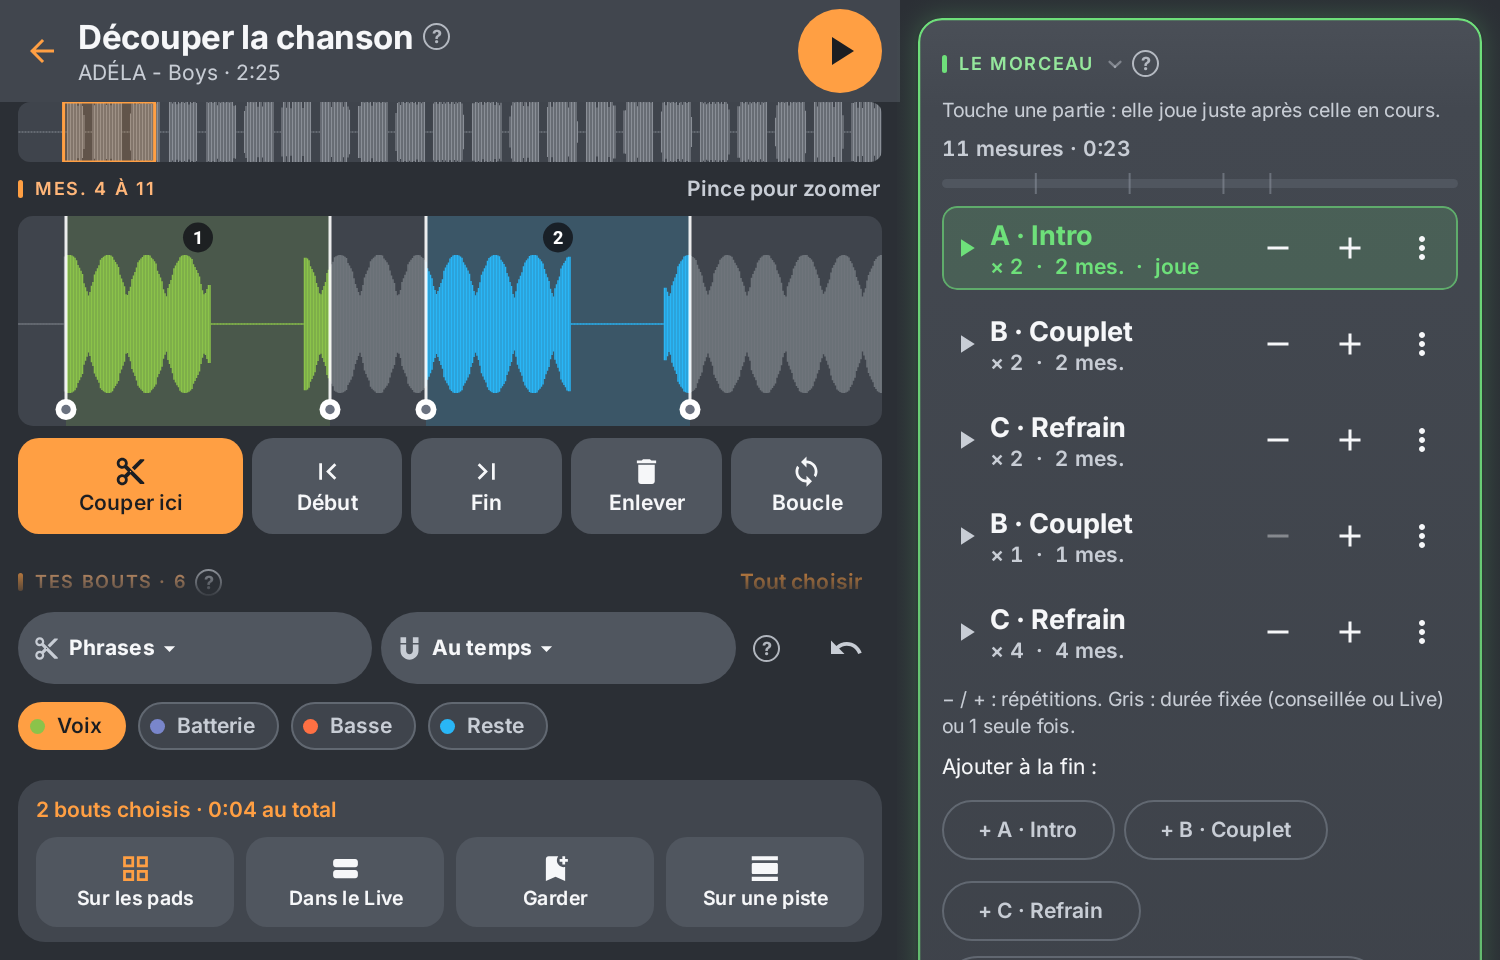 Découper la chanson ?
ADÉLA - Boys · 2:25
MES. 4 À 11
Pince pour zoomer
1
2
Couper ici
Début
Fin
Enlever
Boucle
TES BOUTS · 6 ?
Tout choisir
Phrases
Au temps
?
Voix
Batterie
Basse
Reste
2 bouts choisis · 0:04 au total
Sur les pads
Dans le Live
Garder
Sur une piste
LE MORCEAU ?
Touche une partie : elle joue juste après celle en cours.
11 mesures · 0:23
A · Intro
× 2 · 2 mes. · joue
B · Couplet
× 2 · 2 mes.
C · Refrain
× 2 · 2 mes.
B · Couplet
× 1 · 1 mes.
C · Refrain
× 4 · 4 mes.
− / + : répétitions. Gris : durée fixée (conseillée ou Live)
ou 1 seule fois.
Ajouter à la fin :
+ A · Intro
+ B · Couplet
+ C · Refrain